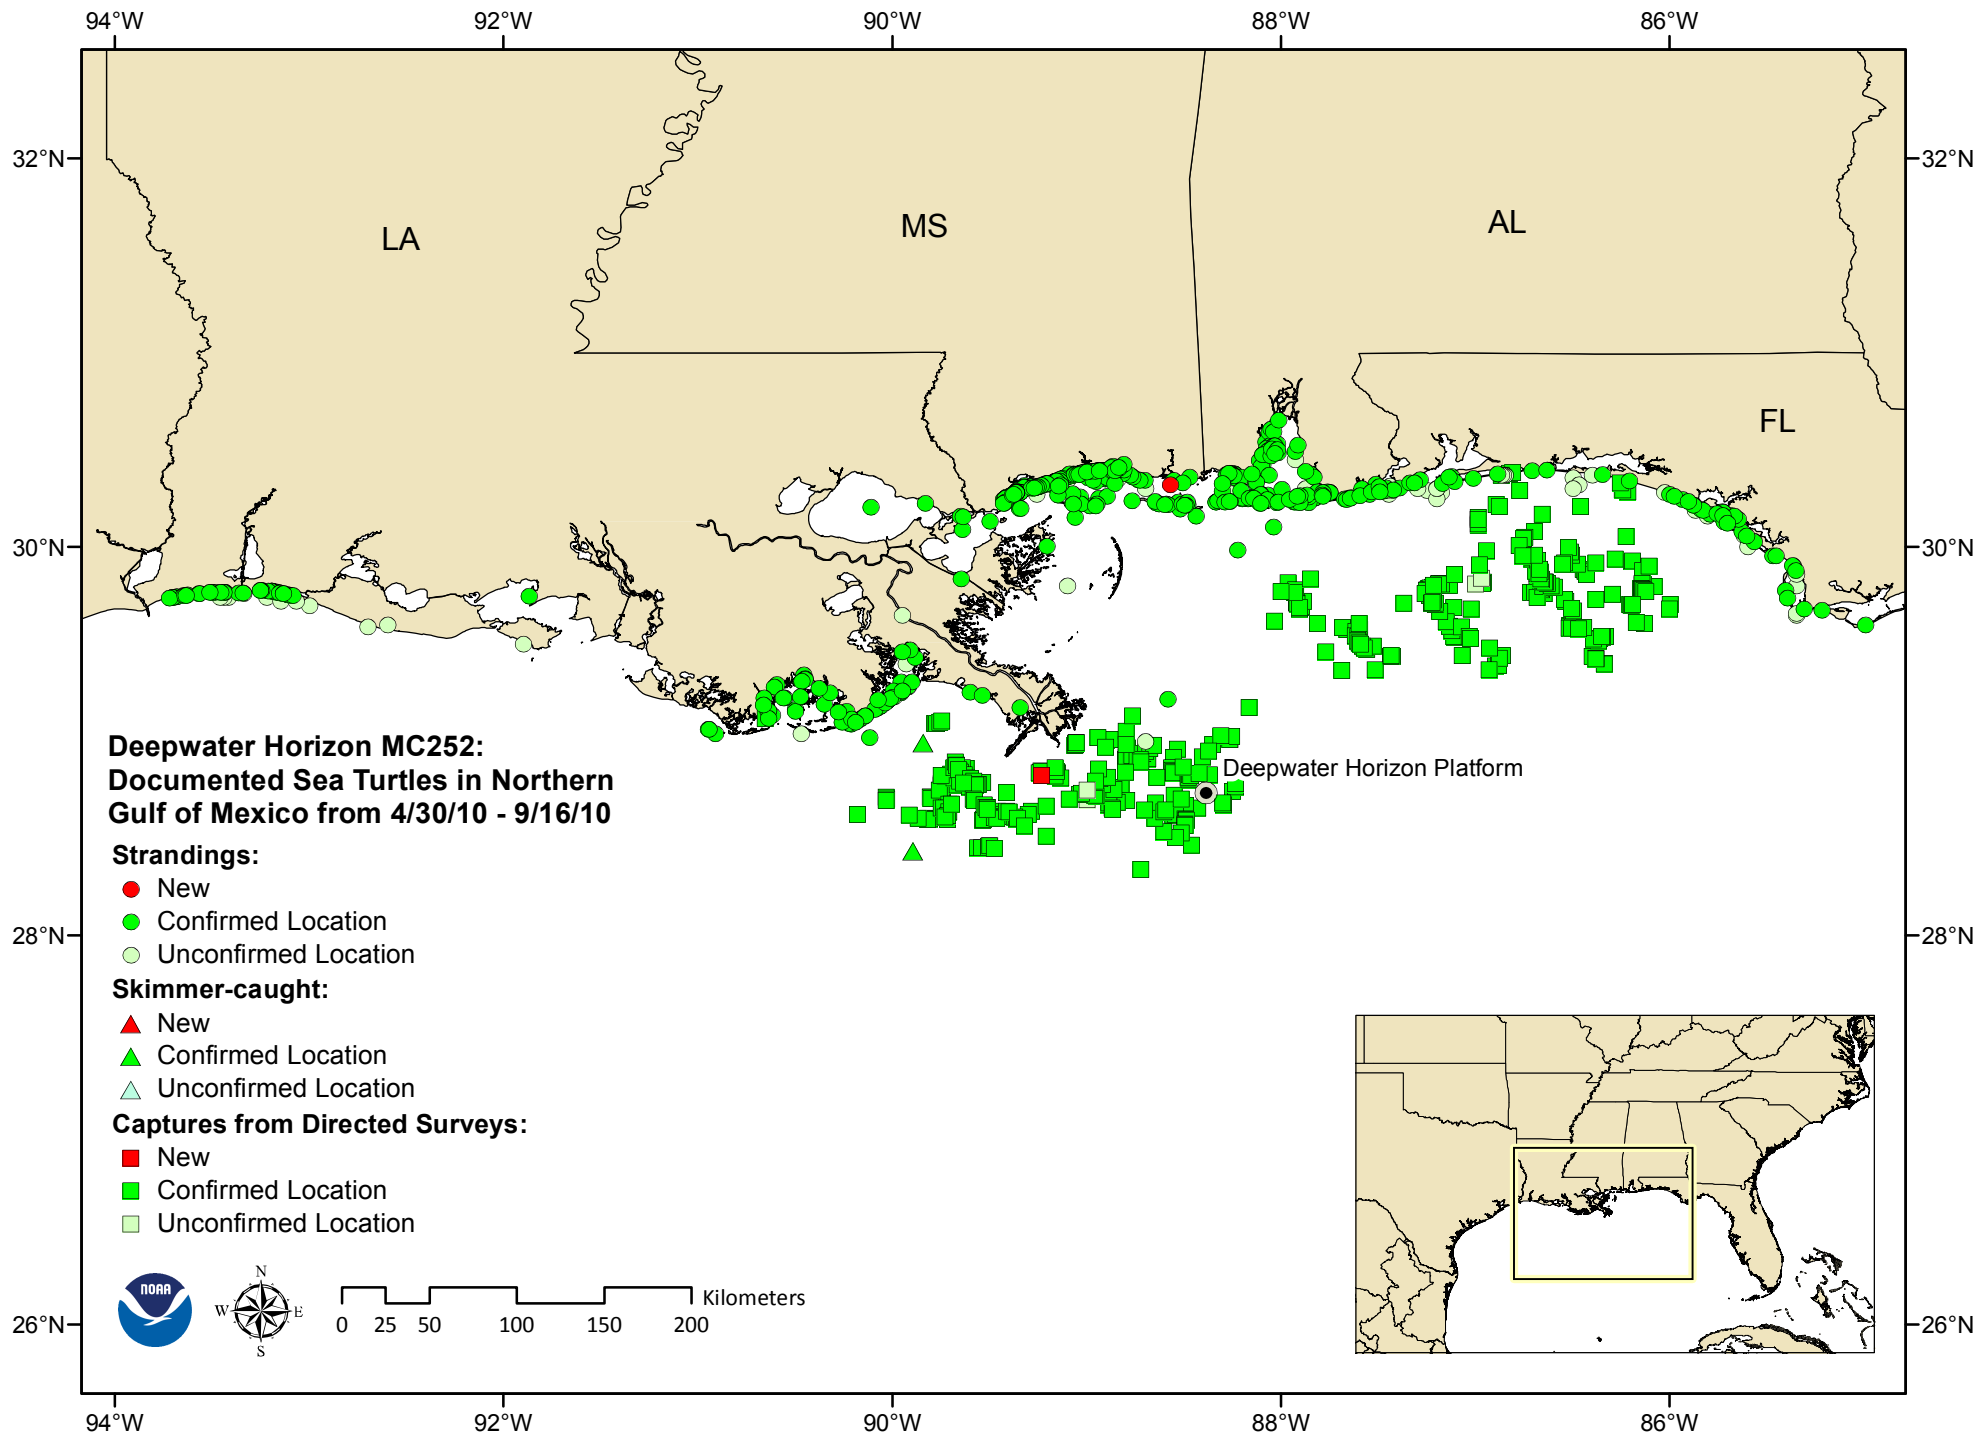 94°W 92°W 90°W 88°W 86°W
32°N 32°N
LA MS AL
FL
30°N 30°N
Deepwater Horizon Platform
Deepwater Horizon MC252:
Documented Sea Turtles in Northern
Gulf of Mexico from 4/30/10 - 9/16/10
Strandings:
New
Confirmed Location
Unconfirmed Location
28°N 28°N
Skimmer-caught:
New
Confirmed Location
Unconfirmed Location
Captures from Directed Surveys:
New
Confirmed Location
Unconfirmed Location
NOAA
N
W E
S
Kilometers
0 25 50 100 150 200
26°N 26°N
94°W 92°W 90°W 88°W 86°W